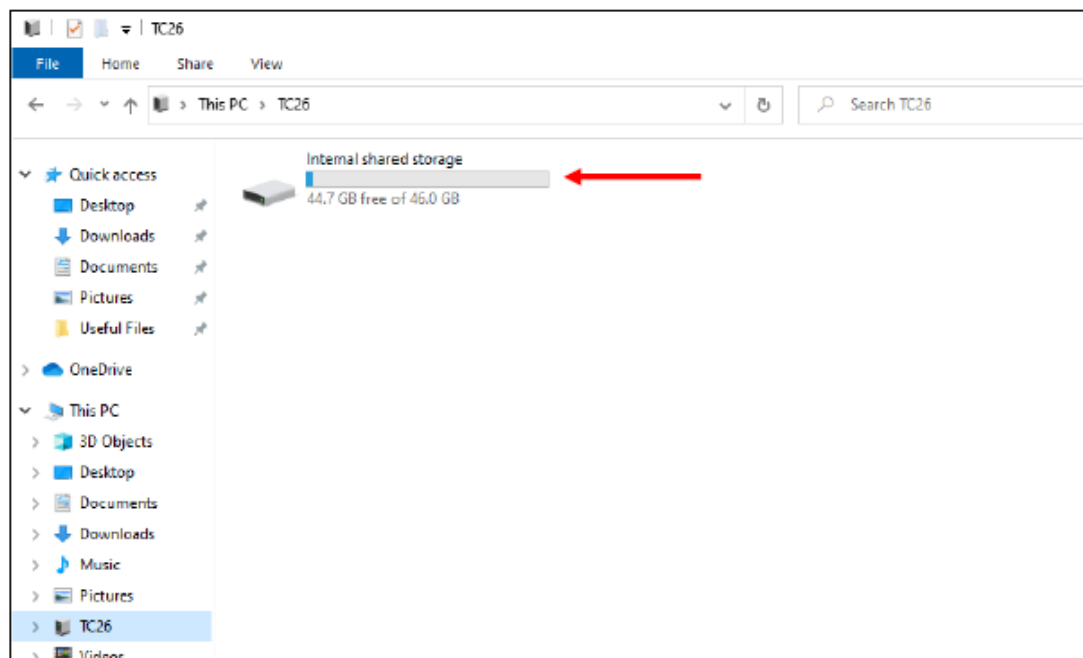 TC26
File Home Share View
This PC > TC26
Search TC26
Internal shared storage
44.7 GB free of 46.0 GB
Quick access
Desktop
Downloads
Documents
Pictures
Useful Files
OneDrive
This PC
3D Objects
Desktop
Documents
Downloads
Music
Pictures
TC26
Videos